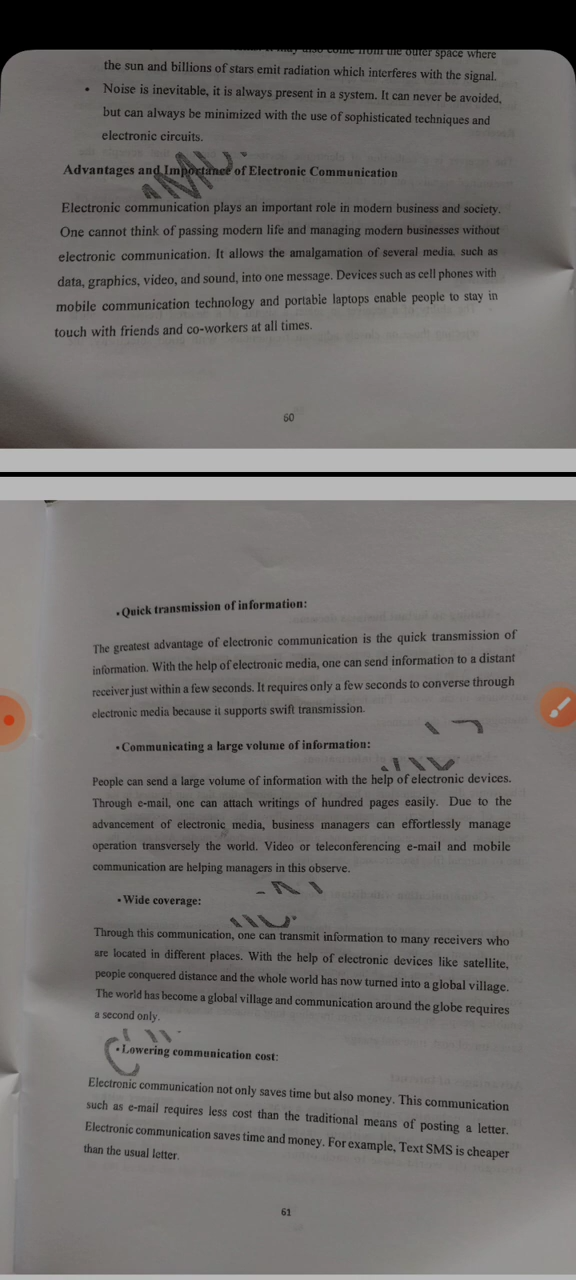 may also come from the outer space where
the sun and billions of stars emit radiation which interferes with the signal.
• Noise is inevitable, it is always present in a system. It can never be avoided,
but can always be minimized with the use of sophisticated techniques and
electronic circuits.
Advantages and Importance of Electronic Communication
Electronic communication plays an important role in modern business and society.
One cannot think of passing modern life and managing modern businesses without
electronic communication. It allows the amalgamation of several media, such as
data, graphics, video, and sound, into one message. Devices such as cell phones with
mobile communication technology and portable laptops enable people to stay in
touch with friends and co-workers at all times.
60
• Quick transmission of information:
The greatest advantage of electronic communication is the quick transmission of
information. With the help of electronic media, one can send information to a distant
receiver just within a few seconds. It requires only a few seconds to converse through
electronic media because it supports swift transmission.
• Communicating a large volume of information:
People can send a large volume of information with the help of electronic devices.
Through e-mail, one can attach writings of hundred pages easily. Due to the
advancement of electronic media, business managers can effortlessly manage
operation transversely the world. Video or teleconferencing e-mail and mobile
communication are helping managers in this observe.
• Wide coverage:
Through this communication, one can transmit information to many receivers who
are located in different places. With the help of electronic devices like satellite,
people conquered distance and the whole world has now turned into a global village.
The world has become a global village and communication around the globe requires
a second only.
• Lowering communication cost:
Electronic communication not only saves time but also money. This communication
such as e-mail requires less cost than the traditional means of posting a letter.
Electronic communication saves time and money. For example, Text SMS is cheaper
than the usual letter.
61